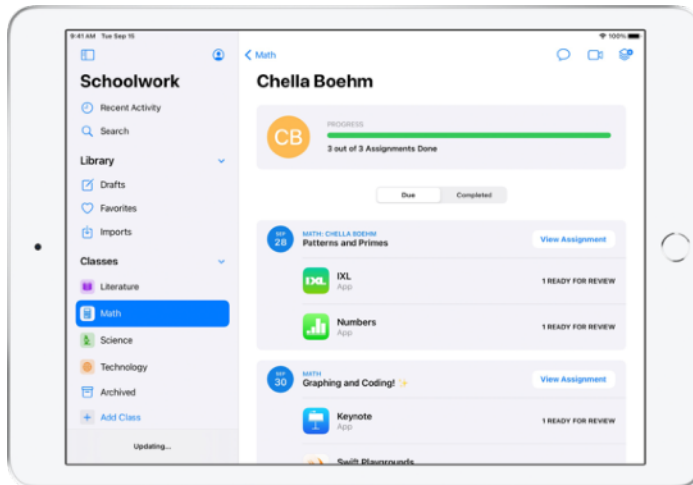 9:41 AM Tue Sep 15
100%
Math
Schoolwork
Chella Boehm
Recent Activity
Search
CB
PROGRESS
3 out of 3 Assignments Done
Library
Drafts
Favorites
Imports
Due
Completed
Classes
Literature
Math
Science
Technology
Archived
Add Class
Updating...
SEP
28
MATH: CHELLA BOEHM
Patterns and Primes
View Assignment
IXL
IXL
App
1 READY FOR REVIEW
Numbers
App
1 READY FOR REVIEW
SEP
30
MATH
Graphing and Coding! ✨
View Assignment
Keynote
App
1 READY FOR REVIEW
Swift Playgrounds